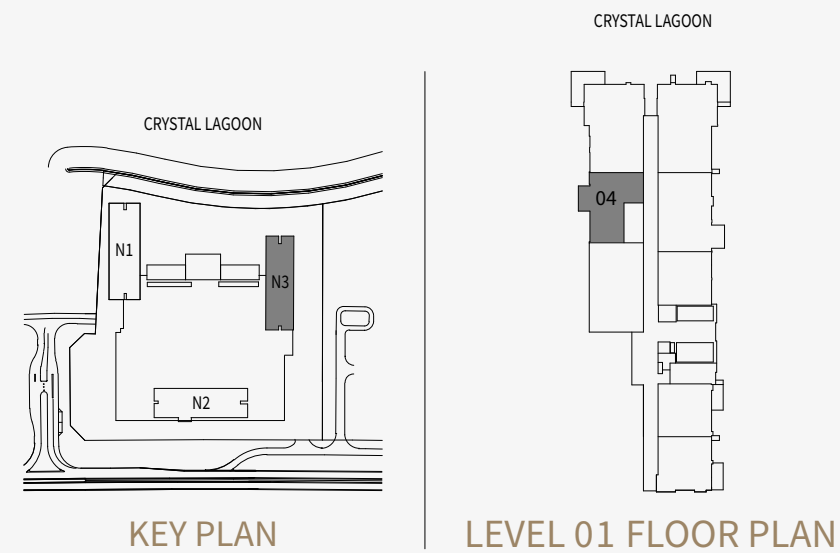 CRYSTAL LAGOON
N1
N3
N2
KEY PLAN
CRYSTAL LAGOON
04
LEVEL 01 FLOOR PLAN